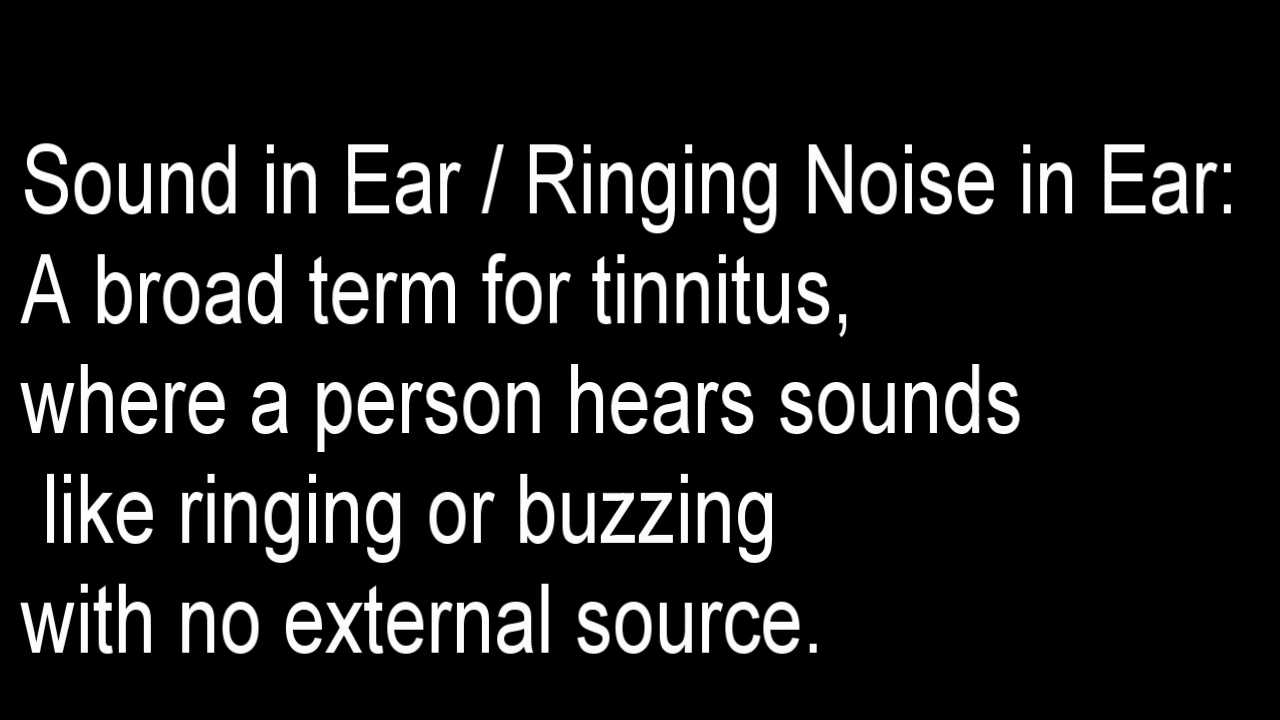 Sound in Ear / Ringing Noise in Ear:
A broad term for tinnitus,
where a person hears sounds
like ringing or buzzing
with no external source.